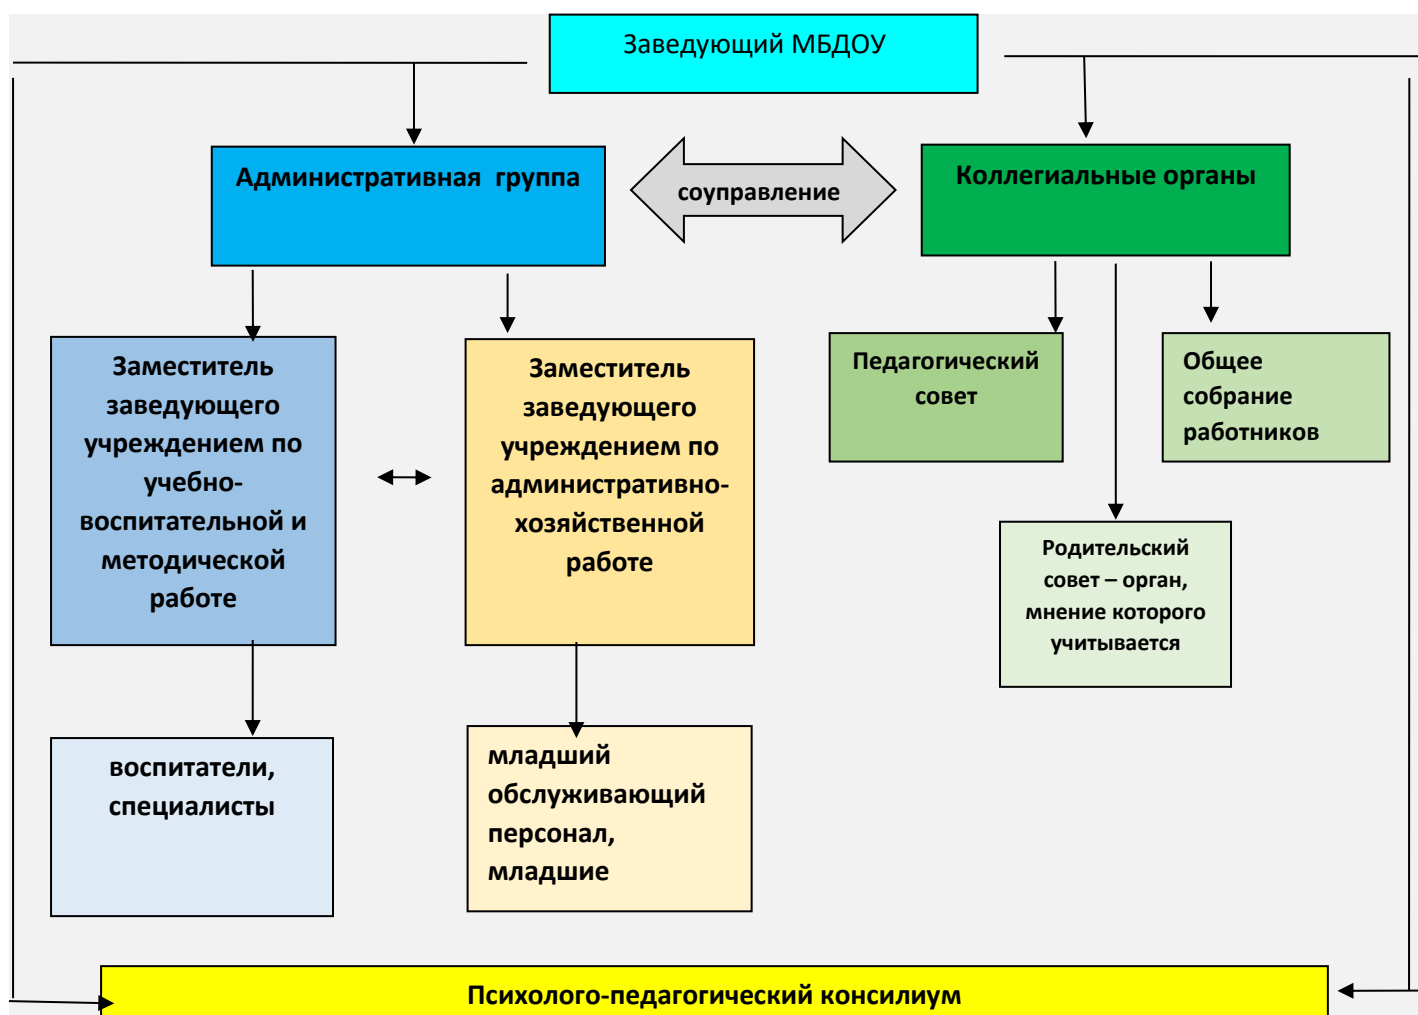 Заведующий МБДОУ
Административная группа
соуправление
Коллегиальные органы
Заместитель
заведующего
учреждением по
учебно-
воспитательной и
методической
работе
Заместитель
заведующего
учреждением по
административно-
хозяйственной
работе
Педагогический
совет
Общее
собрание
работников
Родительский
совет – орган,
мнение которого
учитывается
воспитатели,
специалисты
младший
обслуживающий
персонал,
младшие
Психолого-педагогический консилиум